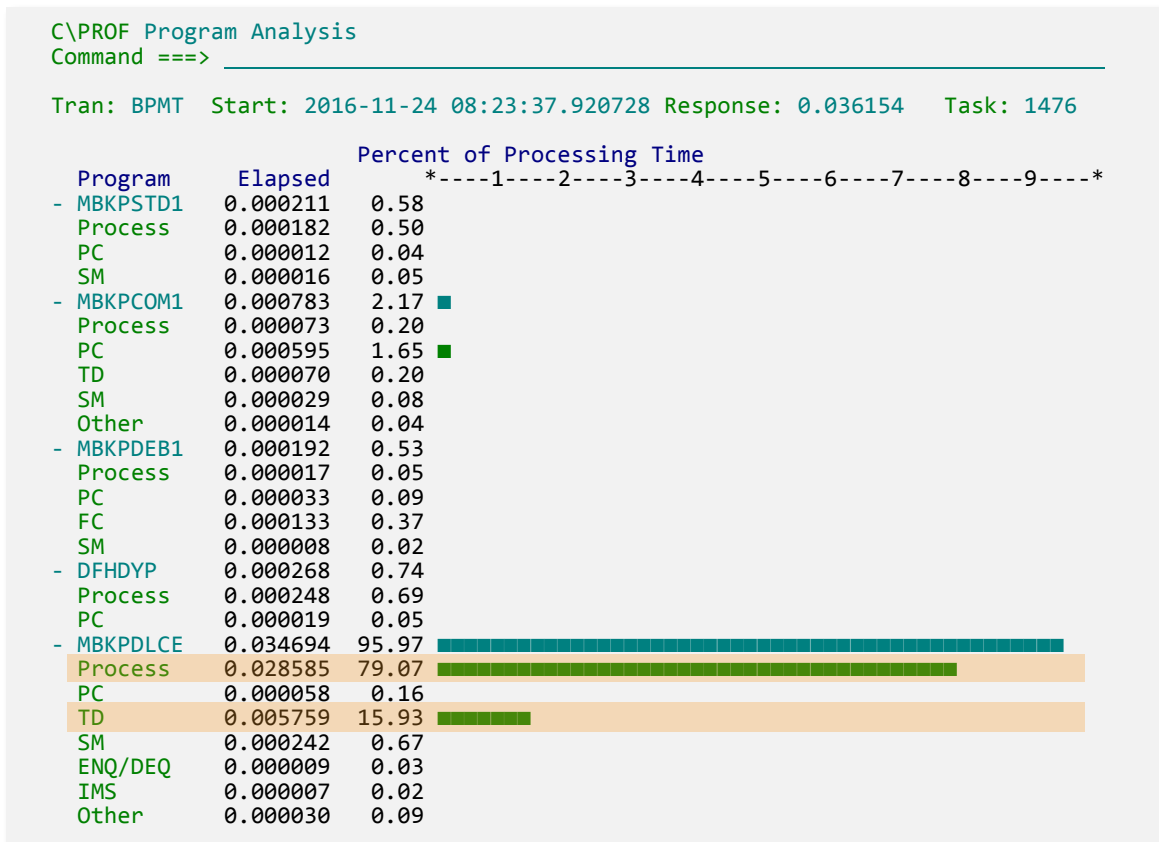 C\PROF Program Analysis
Command ===>
Tran: BPMT Start: 2016-11-24 08:23:37.920728 Response: 0.036154 Task: 1476
Percent of Processing Time
Program Elapsed *----1----2----3----4----5----6----7----8----9----*
- MBKPSTD1 0.000211 0.58
Process 0.000182 0.50
PC 0.000012 0.04
SM 0.000016 0.05
- MBKPCOM1 0.000783 2.17
Process 0.000073 0.20
PC 0.000595 1.65
TD 0.000070 0.20
SM 0.000029 0.08
Other 0.000014 0.04
- MBKPDEB1 0.000192 0.53
Process 0.000017 0.05
PC 0.000033 0.09
FC 0.000133 0.37
SM 0.000008 0.02
- DFHDYP 0.000268 0.74
Process 0.000248 0.69
PC 0.000019 0.05
- MBKPDLCE 0.034694 95.97
Process 0.028585 79.07
PC 0.000058 0.16
TD 0.005759 15.93
SM 0.000242 0.67
ENQ/DEQ 0.000009 0.03
IMS 0.000007 0.02
Other 0.000030 0.09